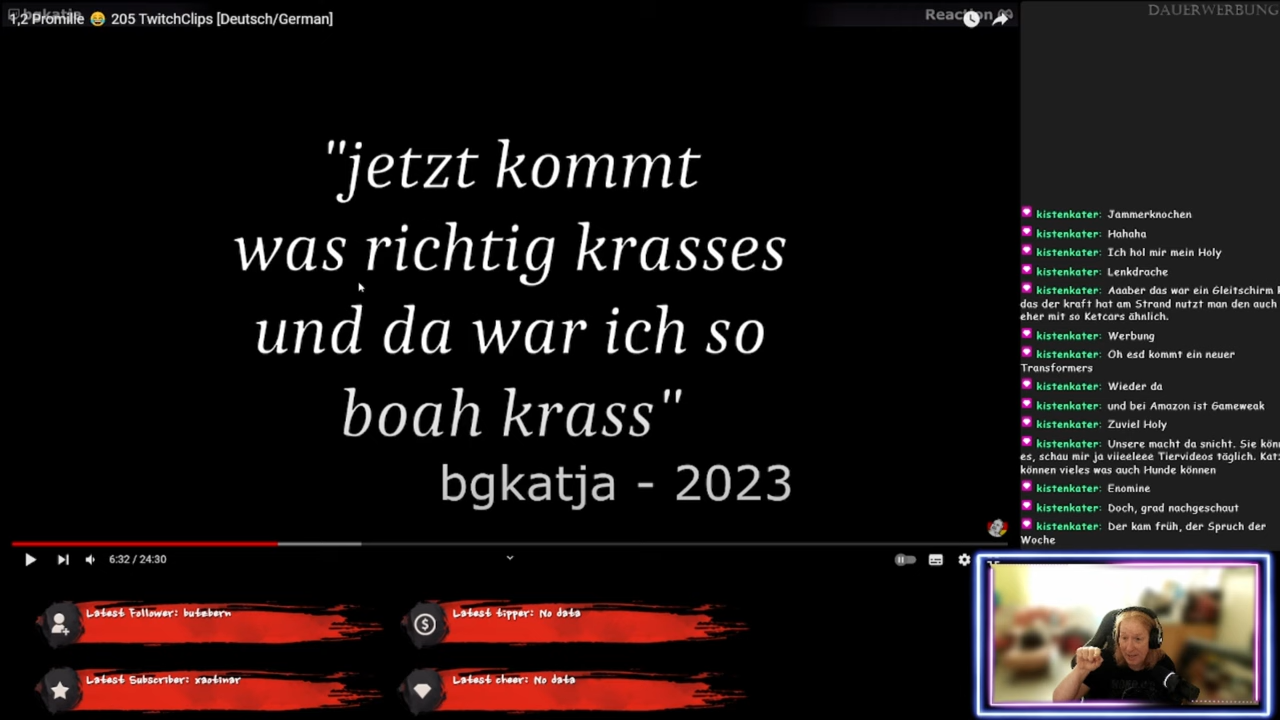 1,2 Promille 😂 205 TwitchClips [Deutsch/German]
bgkatja
Reaction
DAUERWERBUNG
"jetzt kommt
was richtig krasses
und da war ich so
boah krass"
bgkatja - 2023
kistenkater: Jammerknochen
kistenkater: Hahaha
kistenkater: Ich hol mir mein Holy
kistenkater: Lenkdrache
kistenkater: Aaaber das war ein Gleitschirm
das der kraft hat am Strand nutzt man den auch
eher mit so Ketcars ähnlich.
kistenkater: Werbung
kistenkater: Oh esd kommt ein neuer
Transformers
kistenkater: Wieder da
kistenkater: und bei Amazon ist Gameweak
kistenkater: Zuviel Holy
kistenkater: Unsere macht da snicht. Sie
es, schau mir ja viieeleee Tiervideos täglich.
können vieles was auch Hunde können
kistenkater: Enomine
kistenkater: Doch, grad nachgeschaut
kistenkater: Der kam früh, der Spruch der
Woche
6:32 / 24:30
Latest Follower: butebern
Latest tipper: No data
Latest Subscriber: xaotinar
Latest cheer: No data